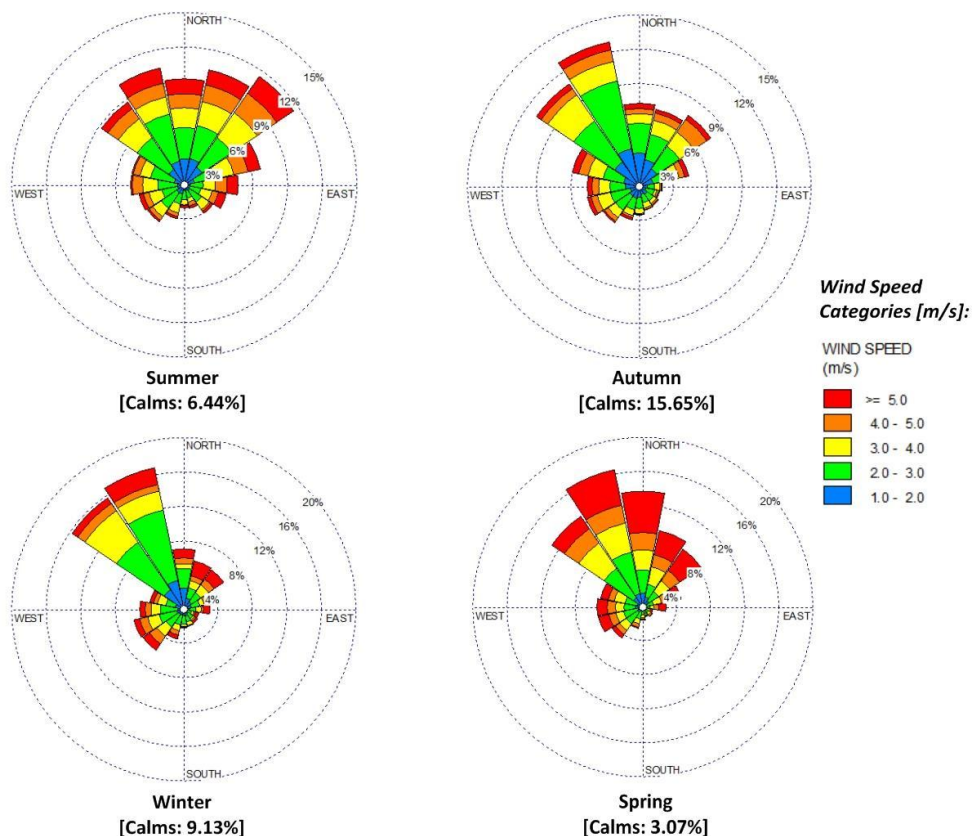 NORTH
15%
12%
9%
6%
3%
WEST
EAST
SOUTH
Summer
[Calms: 6.44%]
NORTH
15%
12%
9%
6%
3%
WEST
EAST
SOUTH
Autumn
[Calms: 15.65%]
Wind Speed
Categories [m/s]:
WIND SPEED
(m/s)
>= 5.0
4.0 - 5.0
3.0 - 4.0
2.0 - 3.0
1.0 - 2.0
NORTH
20%
16%
12%
8%
4%
WEST
EAST
SOUTH
Winter
[Calms: 9.13%]
NORTH
20%
16%
12%
8%
4%
WEST
EAST
SOUTH
Spring
[Calms: 3.07%]